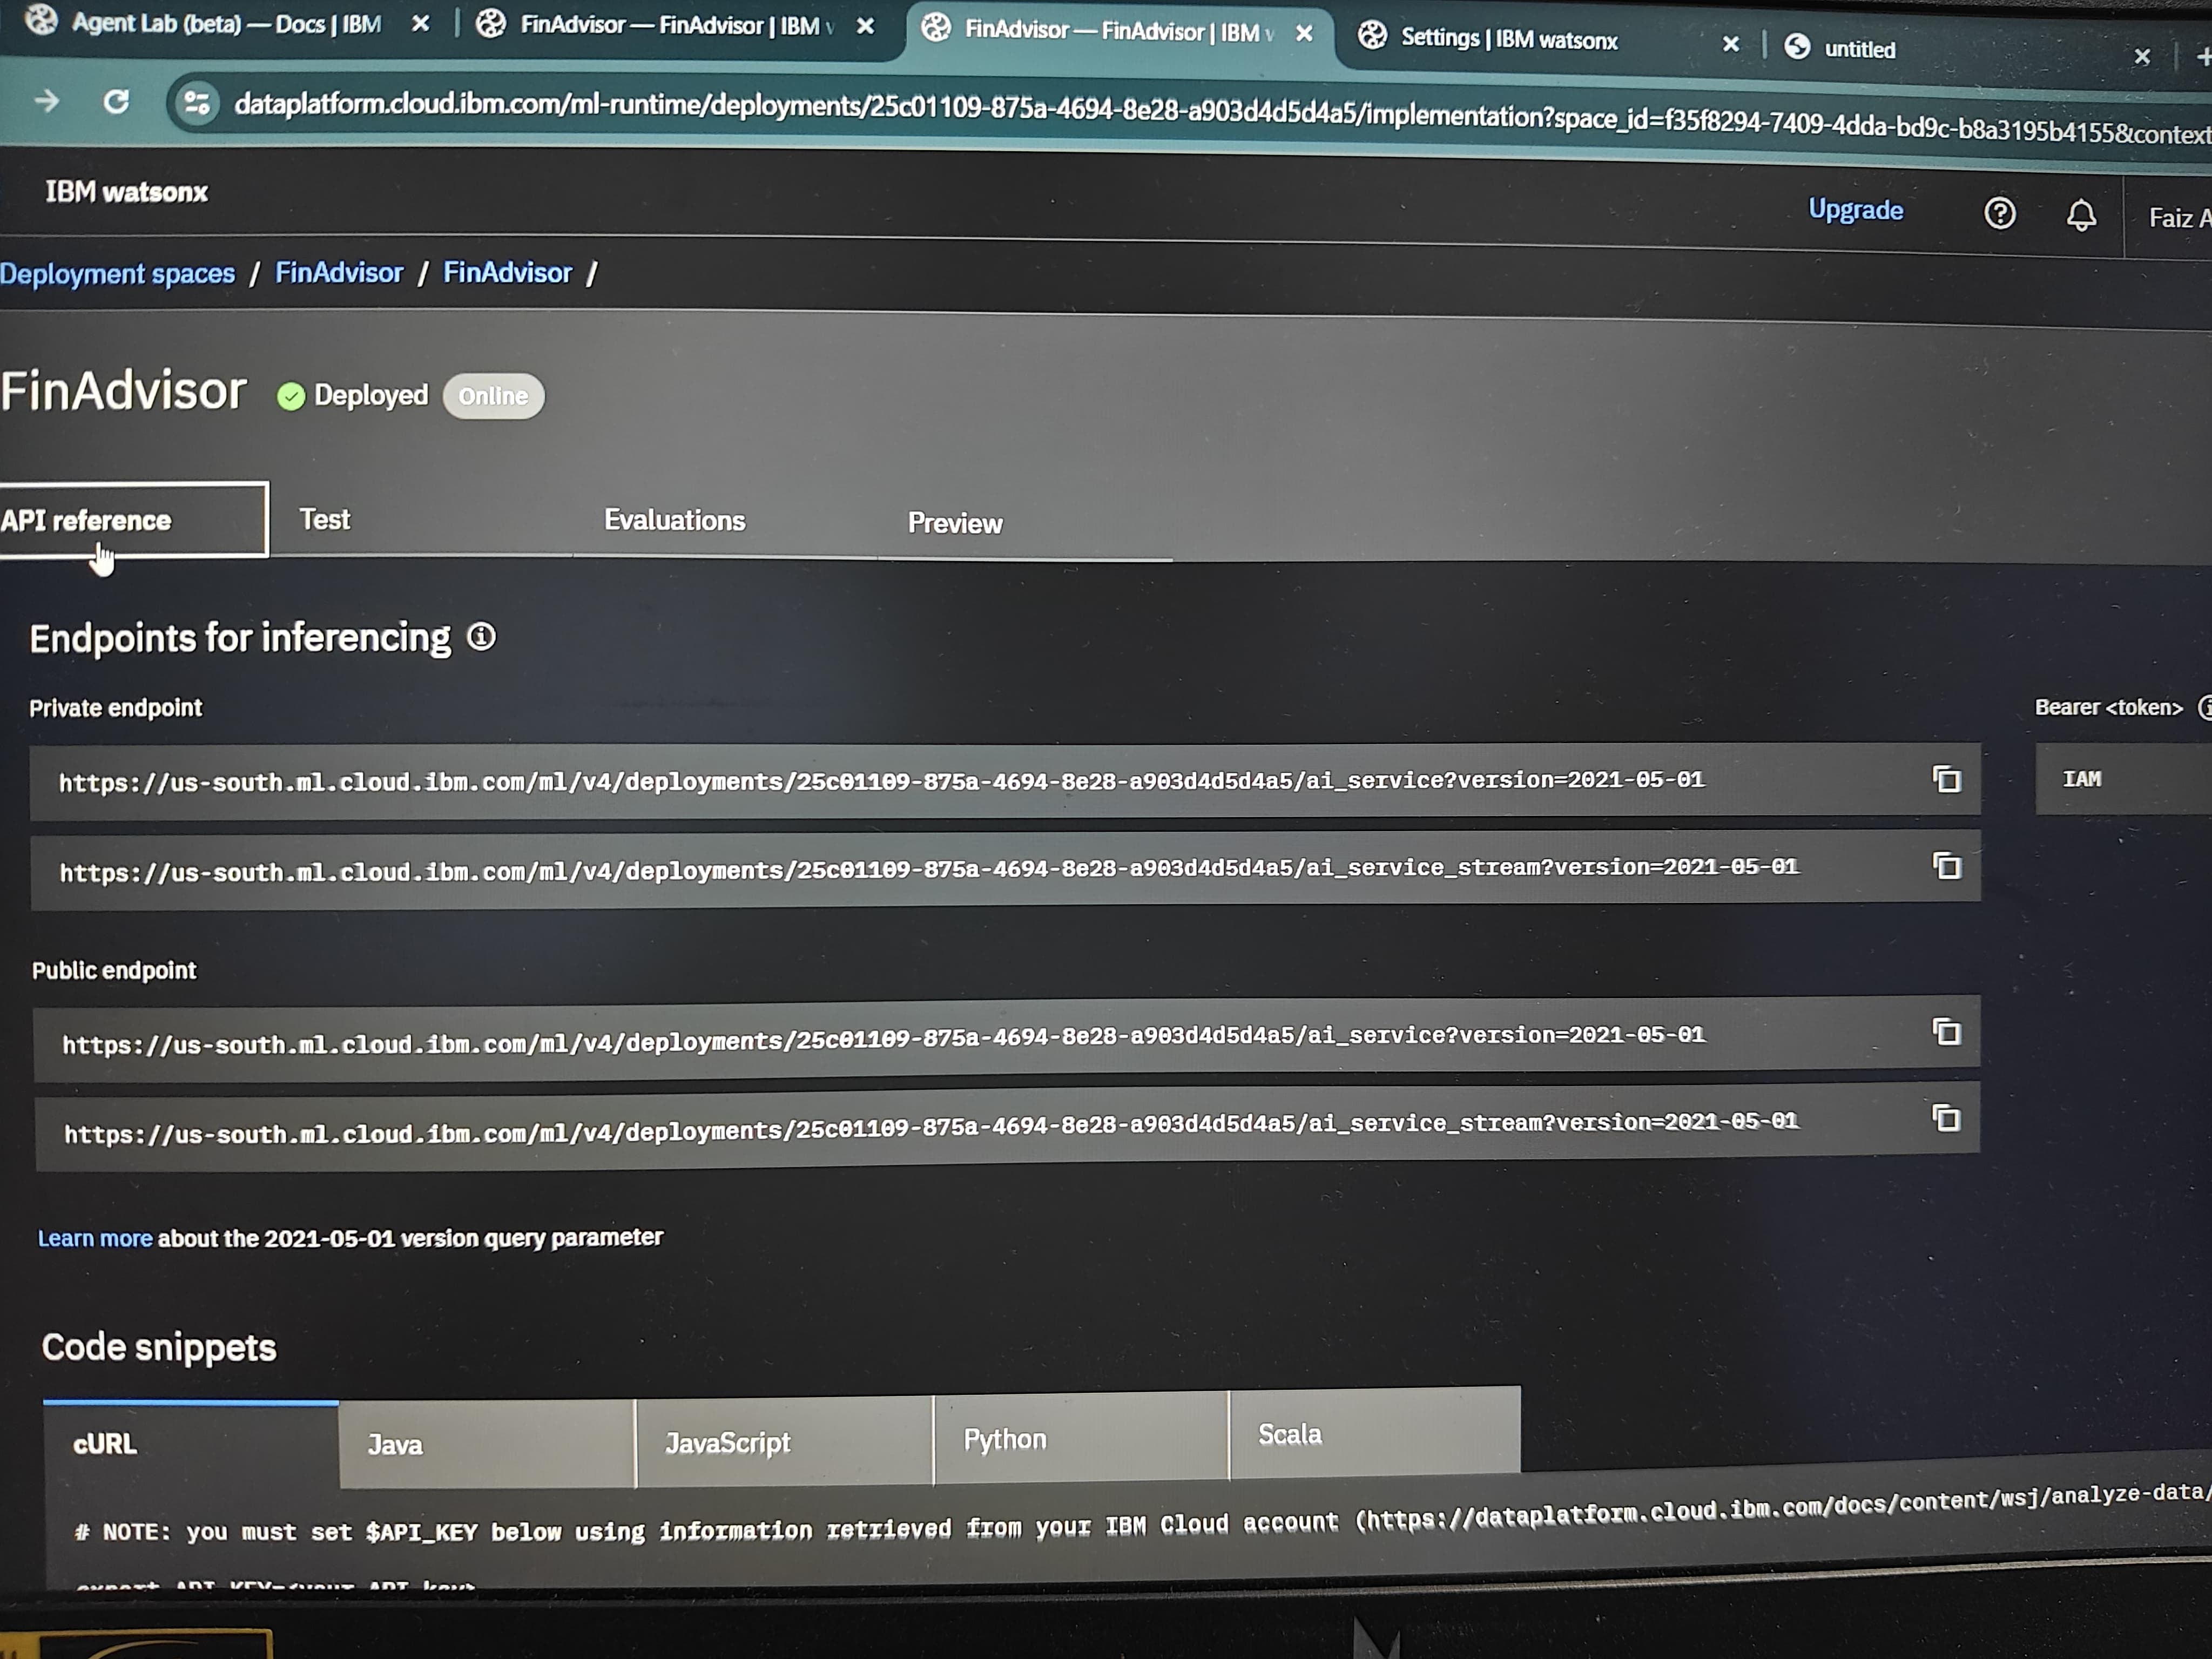 Agent Lab (beta) — Docs | IBM
FinAdvisor — FinAdvisor | IBM
FinAdvisor — FinAdvisor | IBM
Settings | IBM watsonx
untitled
dataplatform.cloud.ibm.com/ml-runtime/deployments/25c01109-875a-4694-8e28-a903d4d5d4a5/implementation?space_id=f35f8294-7409-4dda-bd9c-b8a3195b4155&context
IBM watsonx
Upgrade
Faiz A
Deployment spaces / FinAdvisor / FinAdvisor /
FinAdvisor
Deployed
Online
API reference
Test
Evaluations
Preview
Endpoints for inferencing
Private endpoint
Bearer <token>
https://us-south.ml.cloud.ibm.com/ml/v4/deployments/25c01109-875a-4694-8e28-a903d4d5d4a5/ai_service?version=2021-05-01
IAM
https://us-south.ml.cloud.ibm.com/ml/v4/deployments/25c01109-875a-4694-8e28-a903d4d5d4a5/ai_service_stream?version=2021-05-01
Public endpoint
https://us-south.ml.cloud.ibm.com/ml/v4/deployments/25c01109-875a-4694-8e28-a903d4d5d4a5/ai_service?version=2021-05-01
https://us-south.ml.cloud.ibm.com/ml/v4/deployments/25c01109-875a-4694-8e28-a903d4d5d4a5/ai_service_stream?version=2021-05-01
Learn more about the 2021-05-01 version query parameter
Code snippets
cURL
Java
JavaScript
Python
Scala
# NOTE: you must set $API_KEY below using information retrieved from your IBM Cloud account (https://dataplatform.cloud.ibm.com/docs/content/wsj/analyze-data/
export API_KEY=<your API key>